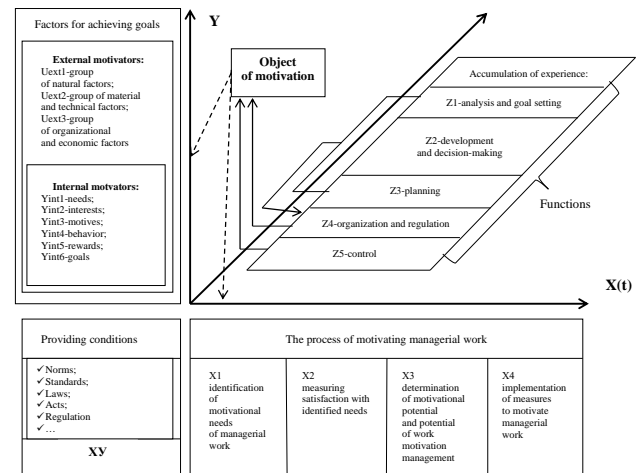 Factors for achieving goals
External motivators:
Uext1-group
of natural factors;
Uext2-group of material
and technical factors;
Uext3-group
of organizational
and economic factors
Internal motvators:
Yint1-needs;
Yint2-interests;
Yint3-motives;
Yint4-behavior;
Yint5-rewards;
Yint6-goals
Y
Object
of motivation
Accumulation of experience:
Z1-analysis and goal setting
Z2-development
and decision-making
Z3-planning
Z4-organization and regulation
Z5-control
Functions
X(t)
Providing conditions
✓Norms;
✓Standards;
✓Laws;
✓Acts;
✓Regulation
✓...
ХУ
The process of motivating managerial work
X1
identification
of
motivational
needs
of managerial
work
X2
measuring
satisfaction with
identified needs
X3
determination
of motivational
potential
and potential
of work
motivation
management
X4
implementation
of measures
to motivate
managerial
work